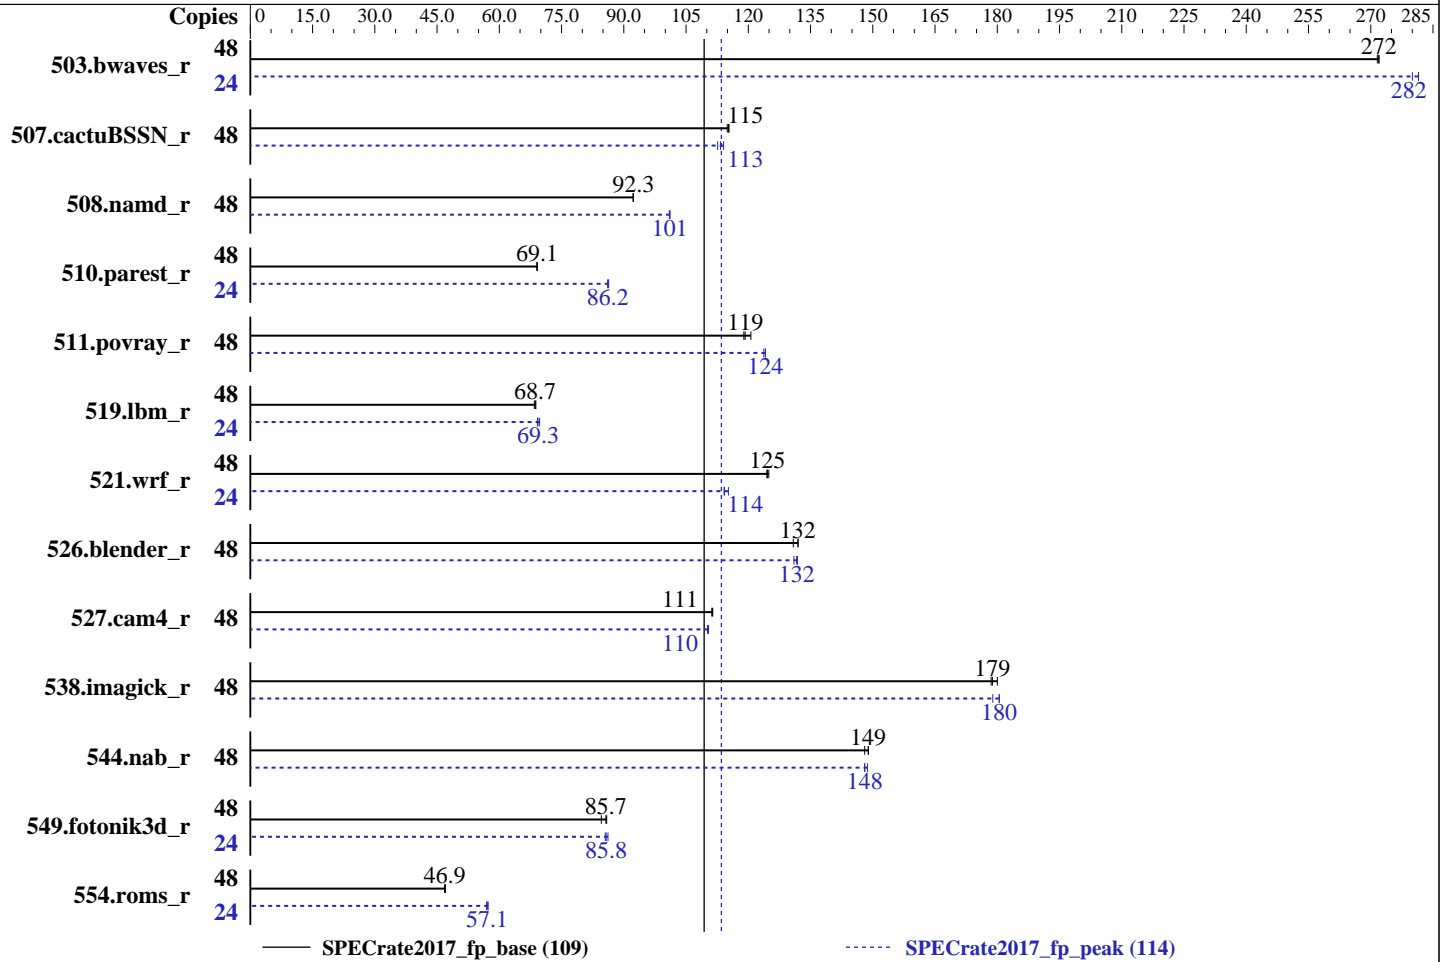 Copies 0 15.0 30.0 45.0 60.0 75.0 90.0 105 120 135 150 165 180 195 210 225 240 255 270 285
503.bwaves_r 48 272
24 282
507.cactuBSSN_r 48 115
113
508.namd_r 48 92.3
101
510.parest_r 48 69.1
24 86.2
511.povray_r 48 119
124
519.lbm_r 48 68.7
24 69.3
521.wrf_r 48 125
24 114
526.blender_r 48 132
132
527.cam4_r 48 111
110
538.imagick_r 48 179
180
544.nab_r 48 149
148
549.fotonik3d_r 48 85.7
24 85.8
554.roms_r 48 46.9
24 57.1
SPECrate2017_fp_base (109) SPECrate2017_fp_peak (114)